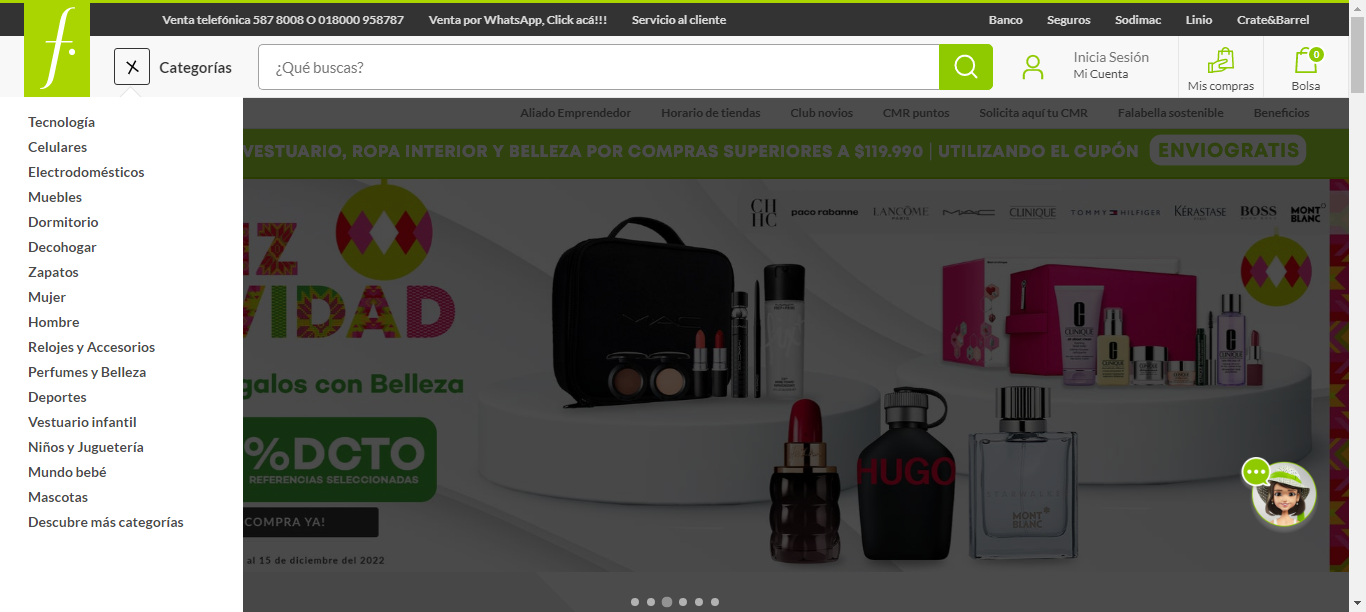 Venta telefónica 587 8008 O 018000 958787 Venta por WhatsApp, Click acá!!! Servicio al cliente Banco Seguros Sodimac Linio Crate&Barrel
f.
X Categorías ¿Qué buscas? Inicia Sesión
Mi Cuenta
Mis compras
0
Bolsa
Tecnología
Celulares
Electrodomésticos
Muebles
Dormitorio
Decohogar
Zapatos
Mujer
Hombre
Relojes y Accesorios
Perfumes y Belleza
Deportes
Vestuario infantil
Niños y Juguetería
Mundo bebé
Mascotas
Descubre más categorías
Aliado Emprendedor Horario de tiendas Club novios CMR puntos Solicita aquí tu CMR Falabella sostenible Beneficios
VESTUARIO, ROPA INTERIOR Y BELLEZA POR COMPRAS SUPERIORES A $119.990 | UTILIZANDO EL CUPÓN ENVIOGRATIS
CH
HC
paco rabanne LANCÔME MAC CLINIQUE TOMMY HILFIGER KÉRASTASE BOSS MONT
BLANC
IZ
VIDAD
galos con Belleza
%DCTO
REFERENCIAS SELECCIONADAS
COMPRA YA!
al 15 de diciembre del 2022
MAC
CLINIQUE
CLINIQUE
HUGO
MONT
BLANC